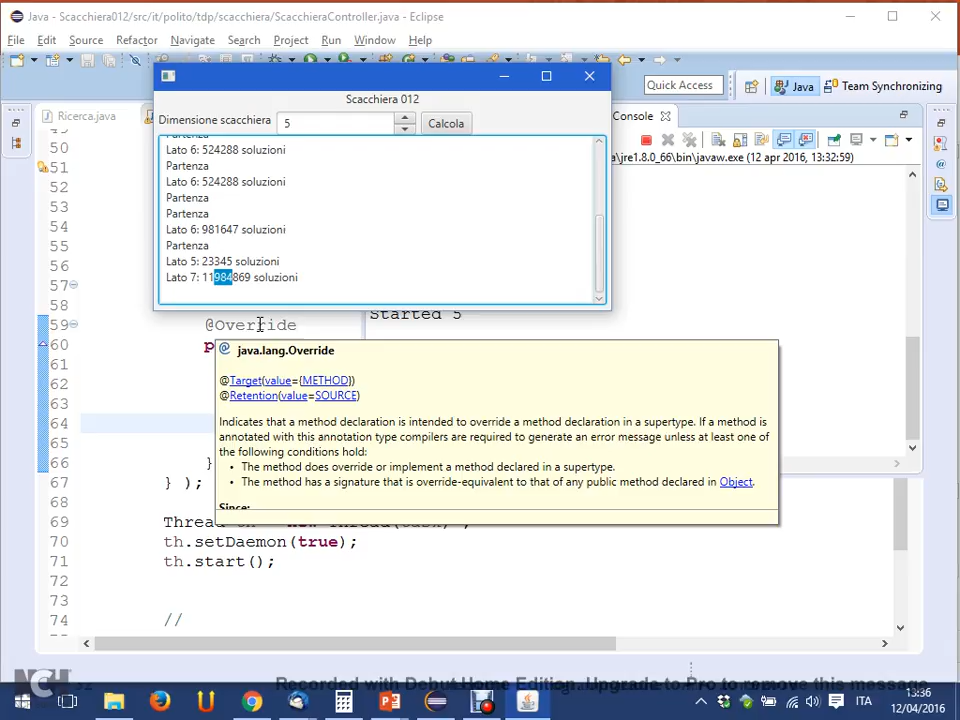 Java - Scacchiera012/src/it/polito/tdp/scacchiera/ScacchieraController.java - Eclipse
File Edit Source Refactor Navigate Search Project Run Window Help
Quick Access
Java
Team Synchronizing
Scacchiera 012
Dimensione scacchiera 5 Calcola
Partenza
Lato 6: 524288 soluzioni
Partenza
Lato 6: 524288 soluzioni
Partenza
Partenza
Lato 6: 981647 soluzioni
Partenza
Lato 5: 23345 soluzioni
Lato 7: 11984869 soluzioni
Ricerca.java
Console
a\jre1.8.0_66\bin\javaw.exe (12 apr 2016, 13:32:59)
Started 5
50
51
52
53
54
55
56
57
58
59 @Override
60 p
61
62
63
64
65
66 }
67 } );
68
69 Thread
70 th.setDaemon(true);
71 th.start();
72
73
74 //
@ java.lang.Override
@Target(value={METHOD})
@Retention(value=SOURCE)
Indicates that a method declaration is intended to override a method declaration in a supertype. If a method is
annotated with this annotation type compilers are required to generate an error message unless at least one of
the following conditions hold:
• The method does override or implement a method declared in a supertype.
• The method has a signature that is override-equivalent to that of any public method declared in Object.
Since:
NCH
Recorded with Debut Home Edition. Upgrade to Pro to remove this message
ITA
13:36
12/04/2016